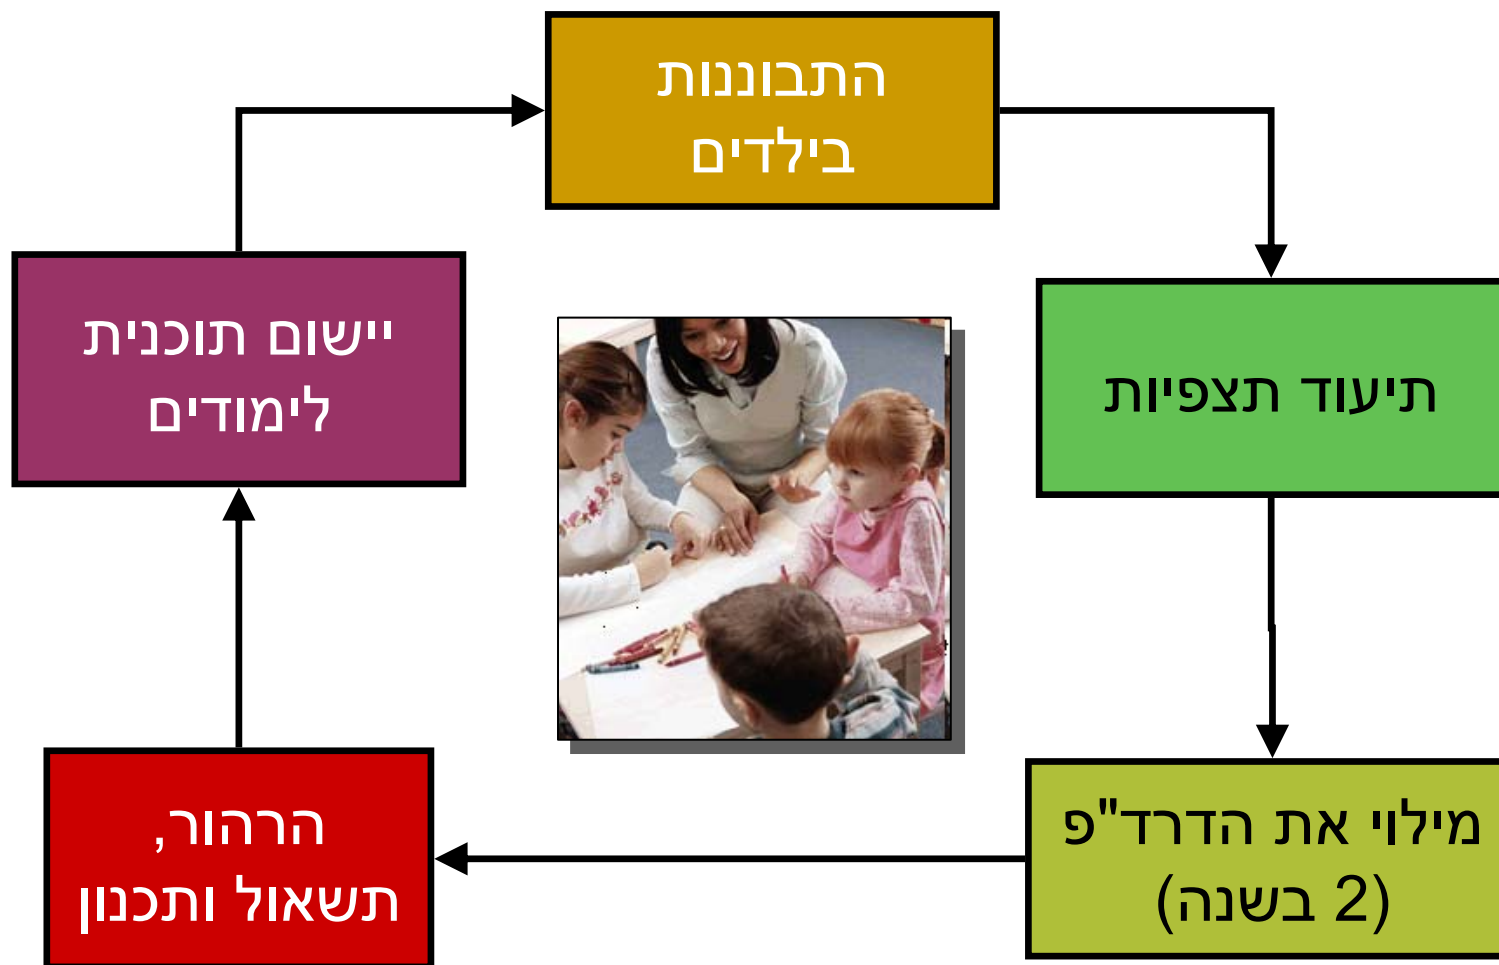 התבוננות
בילדים
תיעוד תצפיות
מילוי את הדרד"פ
(2 בשנה)
הרהור,
תשאול ותכנון
יישום תוכנית
לימודים